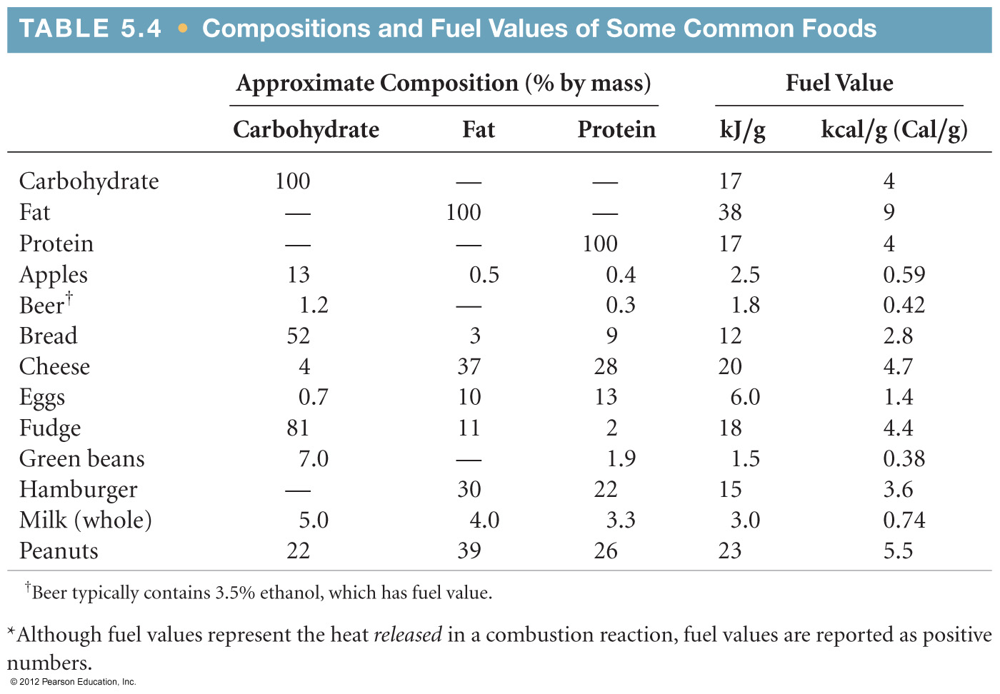 TABLE 5.4 • Compositions and Fuel Values of Some Common Foods
Approximate Composition (% by mass) Fuel Value
Carbohydrate Fat Protein kJ/g kcal/g (Cal/g)
Carbohydrate 100 — — 17 4
Fat — 100 — 38 9
Protein — — 100 17 4
Apples 13 0.5 0.4 2.5 0.59
Beer† 1.2 — 0.3 1.8 0.42
Bread 52 3 9 12 2.8
Cheese 4 37 28 20 4.7
Eggs 0.7 10 13 6.0 1.4
Fudge 81 11 2 18 4.4
Green beans 7.0 — 1.9 1.5 0.38
Hamburger — 30 22 15 3.6
Milk (whole) 5.0 4.0 3.3 3.0 0.74
Peanuts 22 39 26 23 5.5
†Beer typically contains 3.5% ethanol, which has fuel value.
*Although fuel values represent the heat released in a combustion reaction, fuel values are reported as positive
numbers.
© 2012 Pearson Education, Inc.